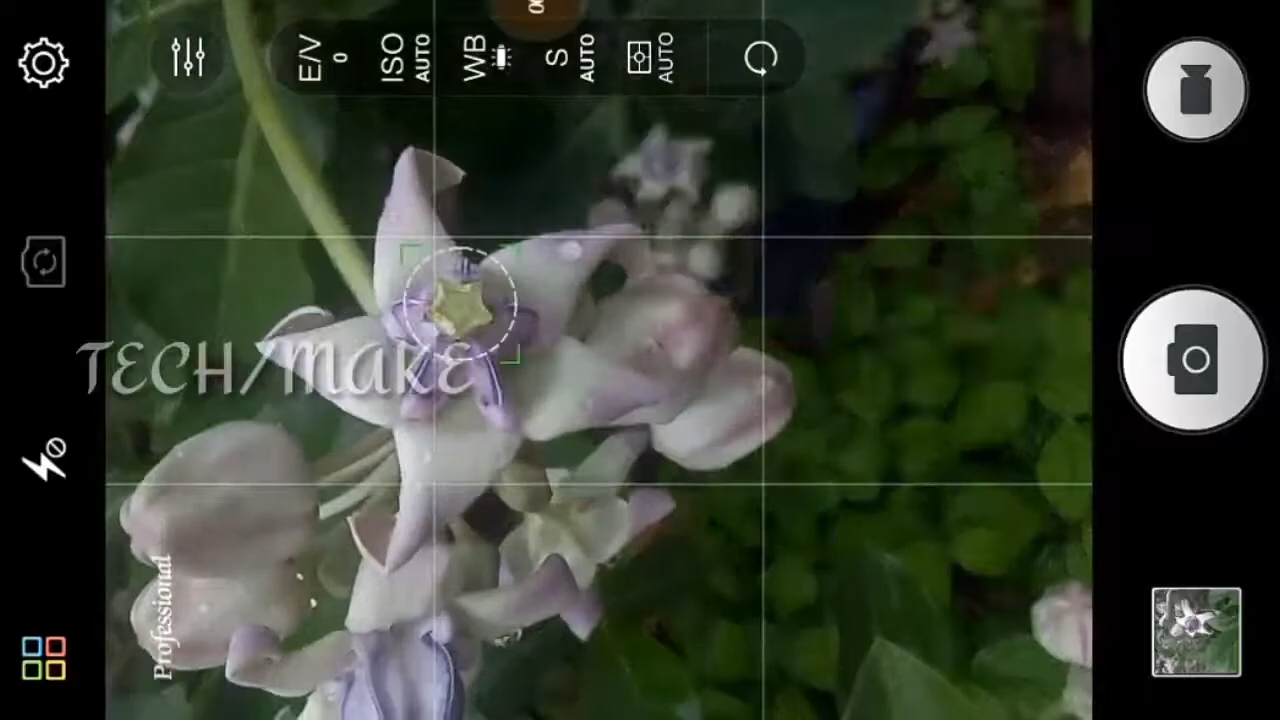 E/V
0
ISO
AUTO
WB
S
AUTO
AUTO
TECH/MAKE
Professional